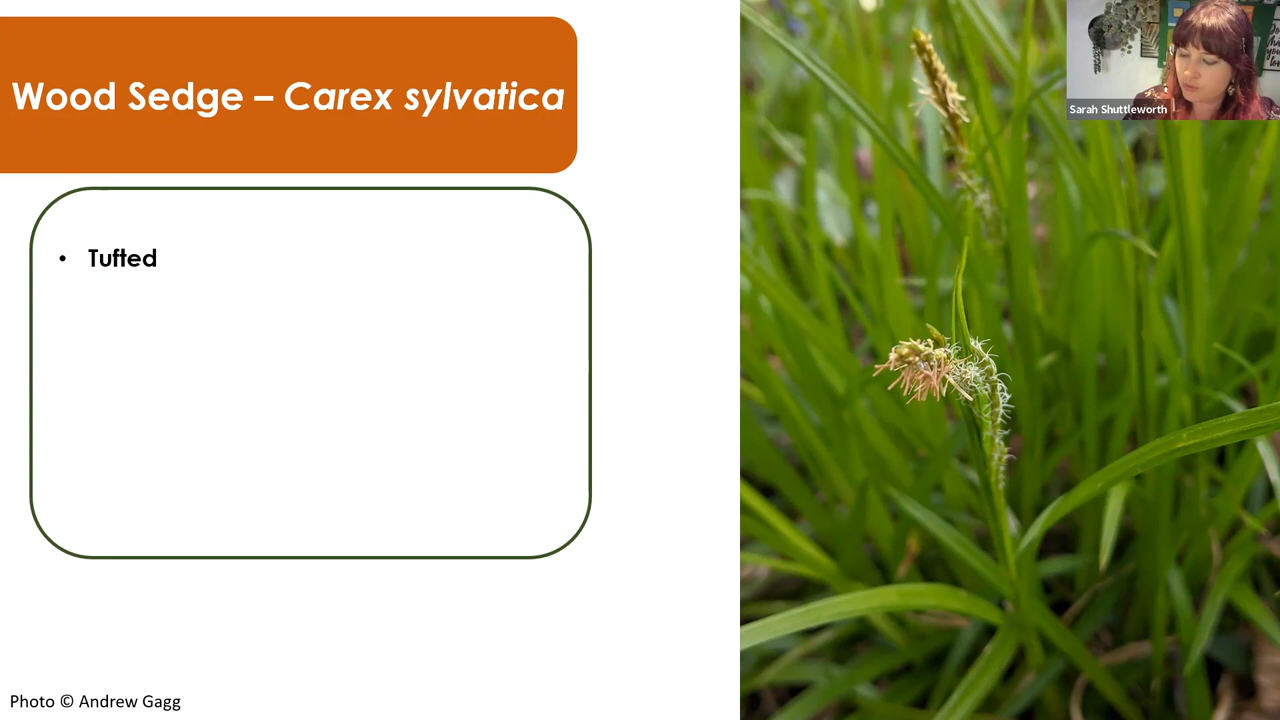 Wood Sedge – Carex sylvatica
Sarah Shuttleworth
• Tufted
Photo © Andrew Gagg